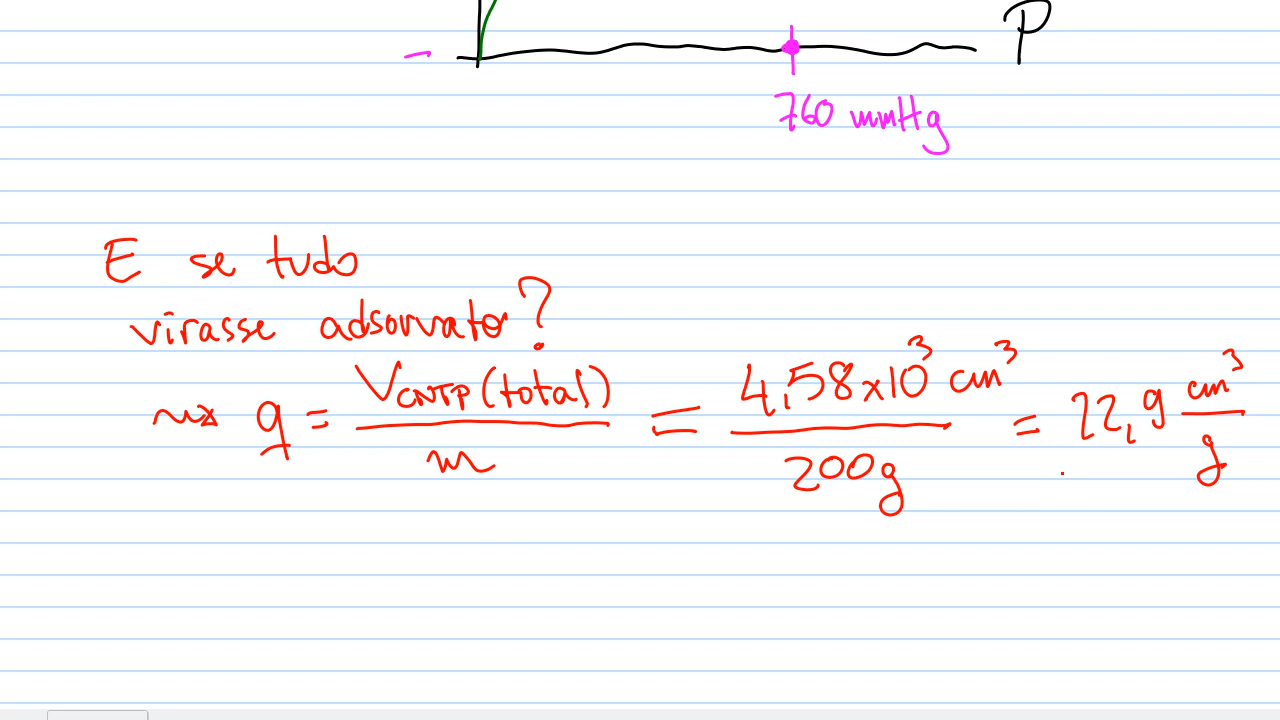 P
760 mmHg
E se tudo
virasse adsorvato?
q = V_CNTP (total) / m = 4,58x10³ cm³ / 200g = 22,9 cm³ / g